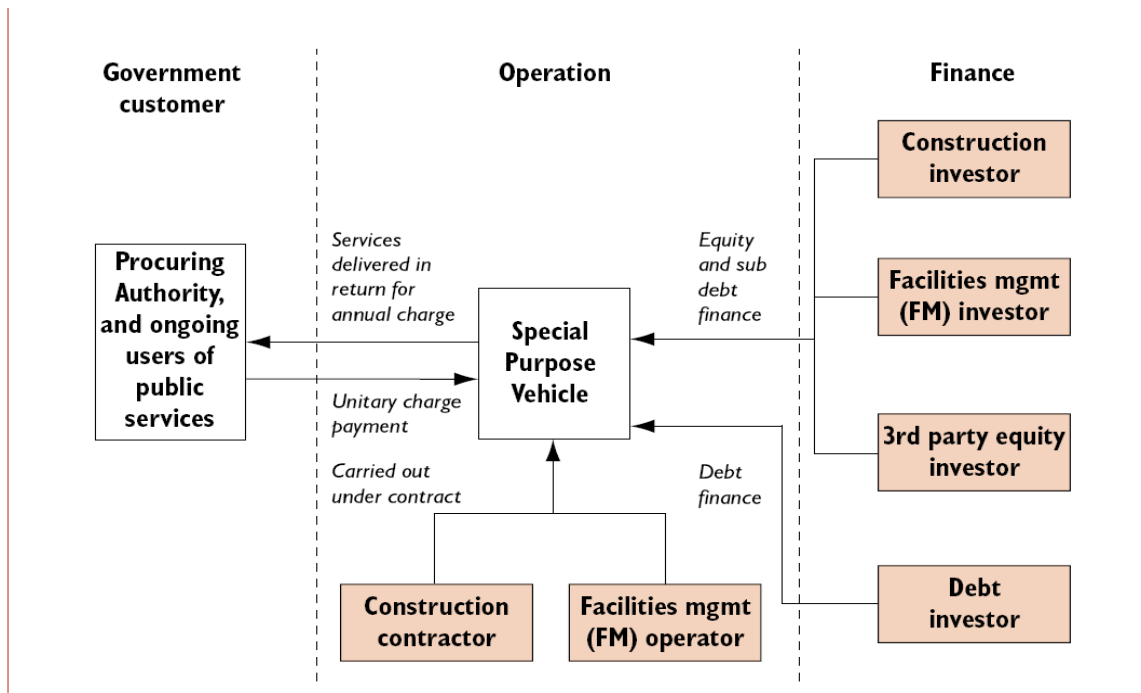 Government
customer
Operation
Finance
Construction
investor
Services
delivered in
return for
annual charge
Equity
and sub
debt
finance
Procuring
Authority,
and ongoing
users of
public
services
Special
Purpose
Vehicle
Facilities mgmt
(FM) investor
Unitary charge
payment
Carried out
under contract
Debt
finance
3rd party equity
investor
Construction
contractor
Facilities mgmt
(FM) operator
Debt
investor